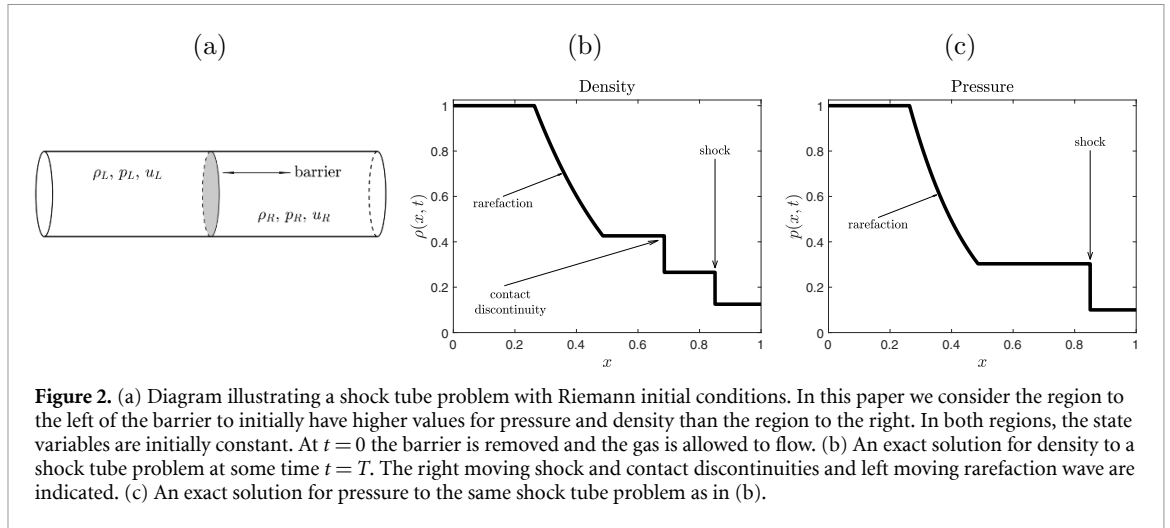 (a)
(b)
(c)
ρL, pL, uL
barrier
ρR, pR, uR
Density
1
0.8
0.6
0.4
0.2
0
ρ(x, t)
shock
rarefaction
contact
discontinuity
0 0.2 0.4 0.6 0.8 1
x
Pressure
1
0.8
0.6
0.4
0.2
0
p(x, t)
shock
rarefaction
0 0.2 0.4 0.6 0.8 1
x
Figure 2. (a) Diagram illustrating a shock tube problem with Riemann initial conditions. In this paper we consider the region to
the left of the barrier to initially have higher values for pressure and density than the region to the right. In both regions, the state
variables are initially constant. At t = 0 the barrier is removed and the gas is allowed to flow. (b) An exact solution for density to a
shock tube problem at some time t = T. The right moving shock and contact discontinuities and left moving rarefaction wave are
indicated. (c) An exact solution for pressure to the same shock tube problem as in (b).